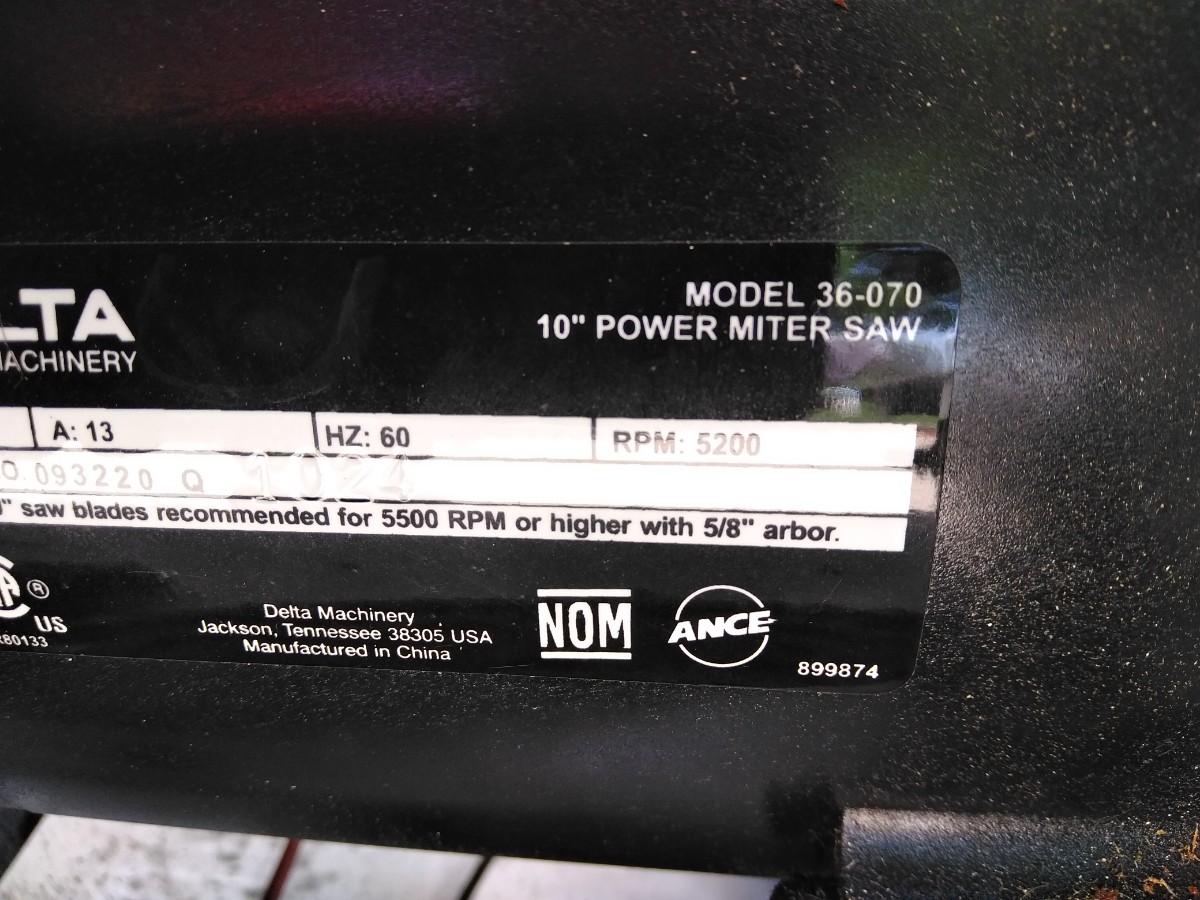 LTA
MACHINERY
MODEL 36-070
10" POWER MITER SAW
A: 13
HZ: 60
RPM: 5200
O. 093220 Q 1024
" saw blades recommended for 5500 RPM or higher with 5/8" arbor.
®
US
80133
Delta Machinery
Jackson, Tennessee 38305 USA
Manufactured in China
NOM
ANCE
899874